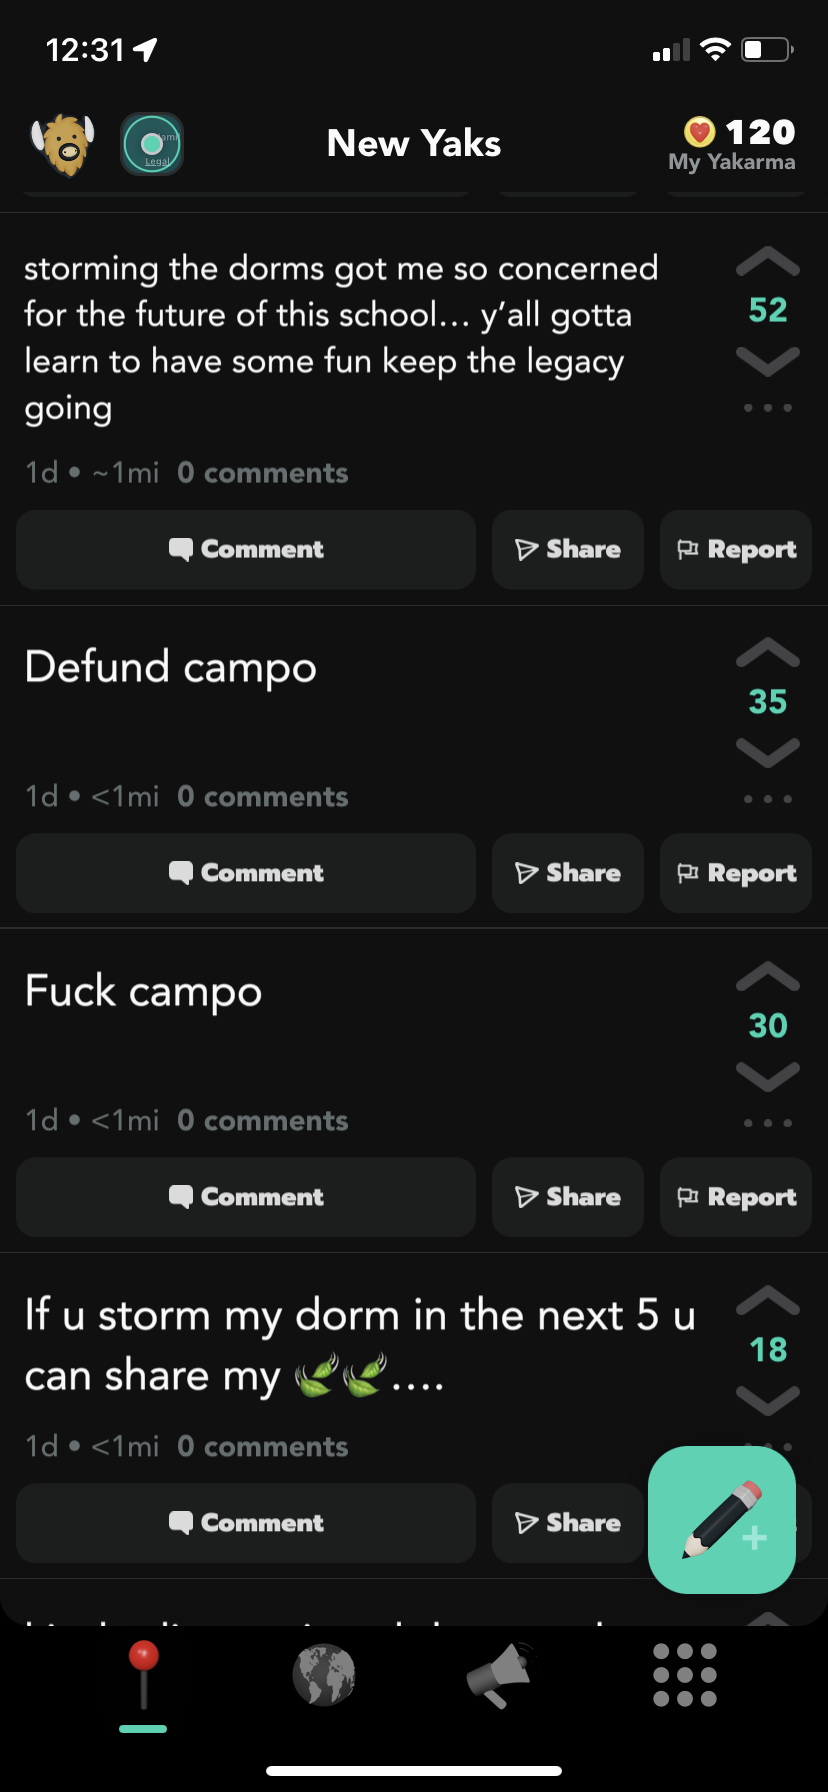 12:31
New Yaks
120
My Yakarma
Legal
storming the dorms got me so concerned
for the future of this school... y'all gotta
learn to have some fun keep the legacy
going
52
1d • ~1mi 0 comments
Comment Share Report
Defund campo
35
1d • <1mi 0 comments
Comment Share Report
Fuck campo
30
1d • <1mi 0 comments
Comment Share Report
If u storm my dorm in the next 5 u
can share my 🍃🍃....
18
1d • <1mi 0 comments
Comment Share